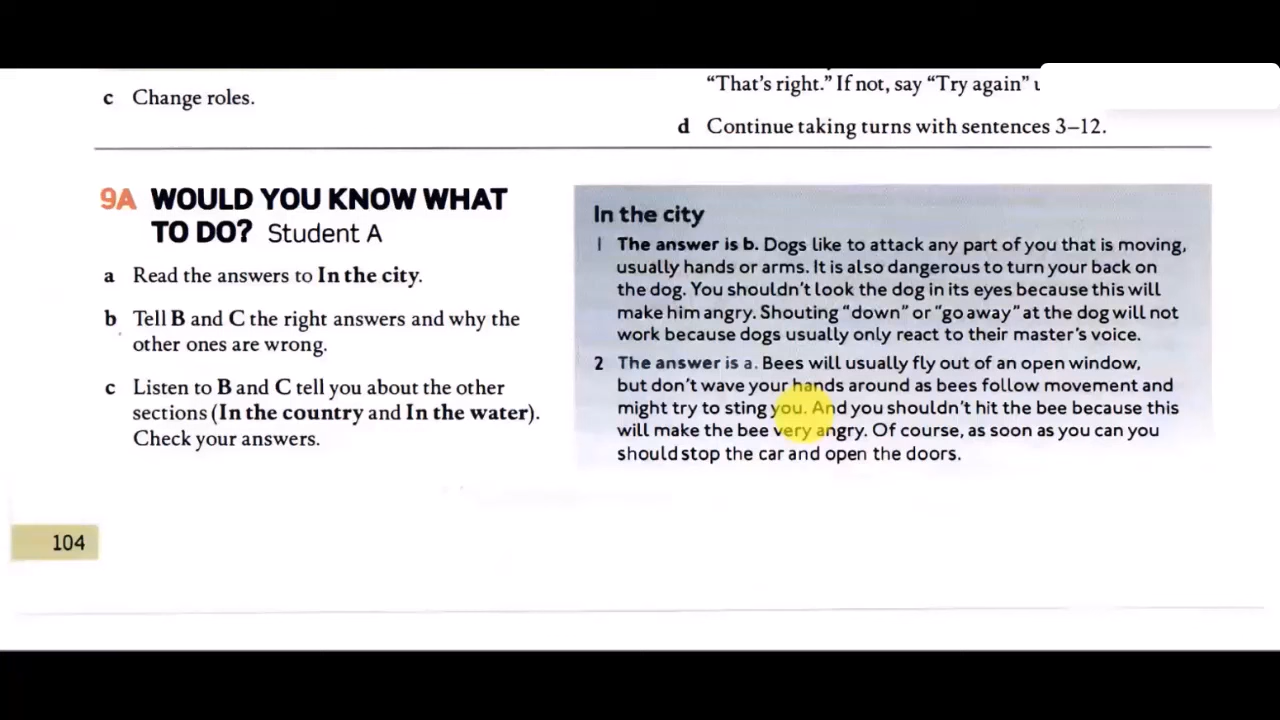 c Change roles.
"That's right." If not, say "Try again"
d Continue taking turns with sentences 3–12.
9A WOULD YOU KNOW WHAT
TO DO? Student A
a Read the answers to In the city.
b Tell B and C the right answers and why the
other ones are wrong.
c Listen to B and C tell you about the other
sections (In the country and In the water).
Check your answers.
In the city
1 The answer is b. Dogs like to attack any part of you that is moving,
usually hands or arms. It is also dangerous to turn your back on
the dog. You shouldn't look the dog in its eyes because this will
make him angry. Shouting "down" or "go away" at the dog will not
work because dogs usually only react to their master's voice.
2 The answer is a. Bees will usually fly out of an open window,
but don't wave your hands around as bees follow movement and
might try to sting you. And you shouldn't hit the bee because this
will make the bee very angry. Of course, as soon as you can you
should stop the car and open the doors.
104